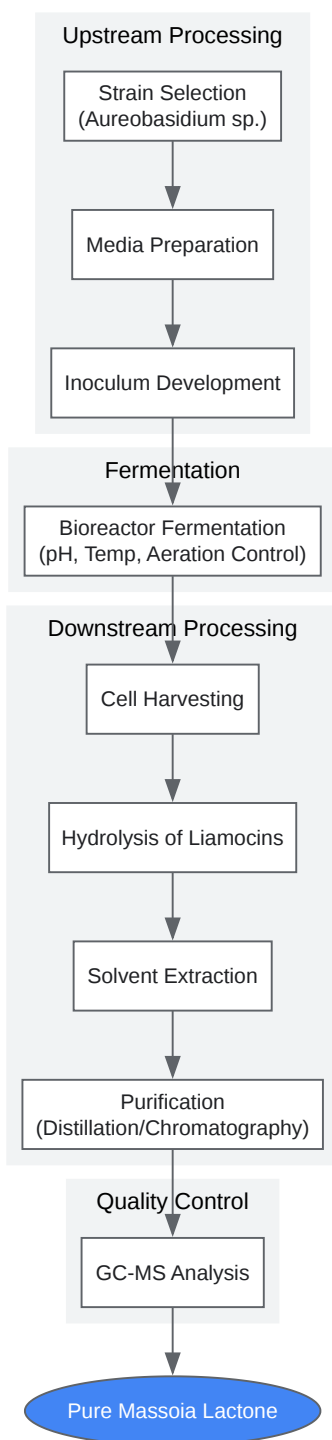 Upstream Processing
Strain Selection
(Aureobasidium sp.)
Media Preparation
Inoculum Development
Fermentation
Bioreactor Fermentation
(pH, Temp, Aeration Control)
Downstream Processing
Cell Harvesting
Hydrolysis of Liamocins
Solvent Extraction
Purification
(Distillation/Chromatography)
Quality Control
GC-MS Analysis
Pure Massoia Lactone